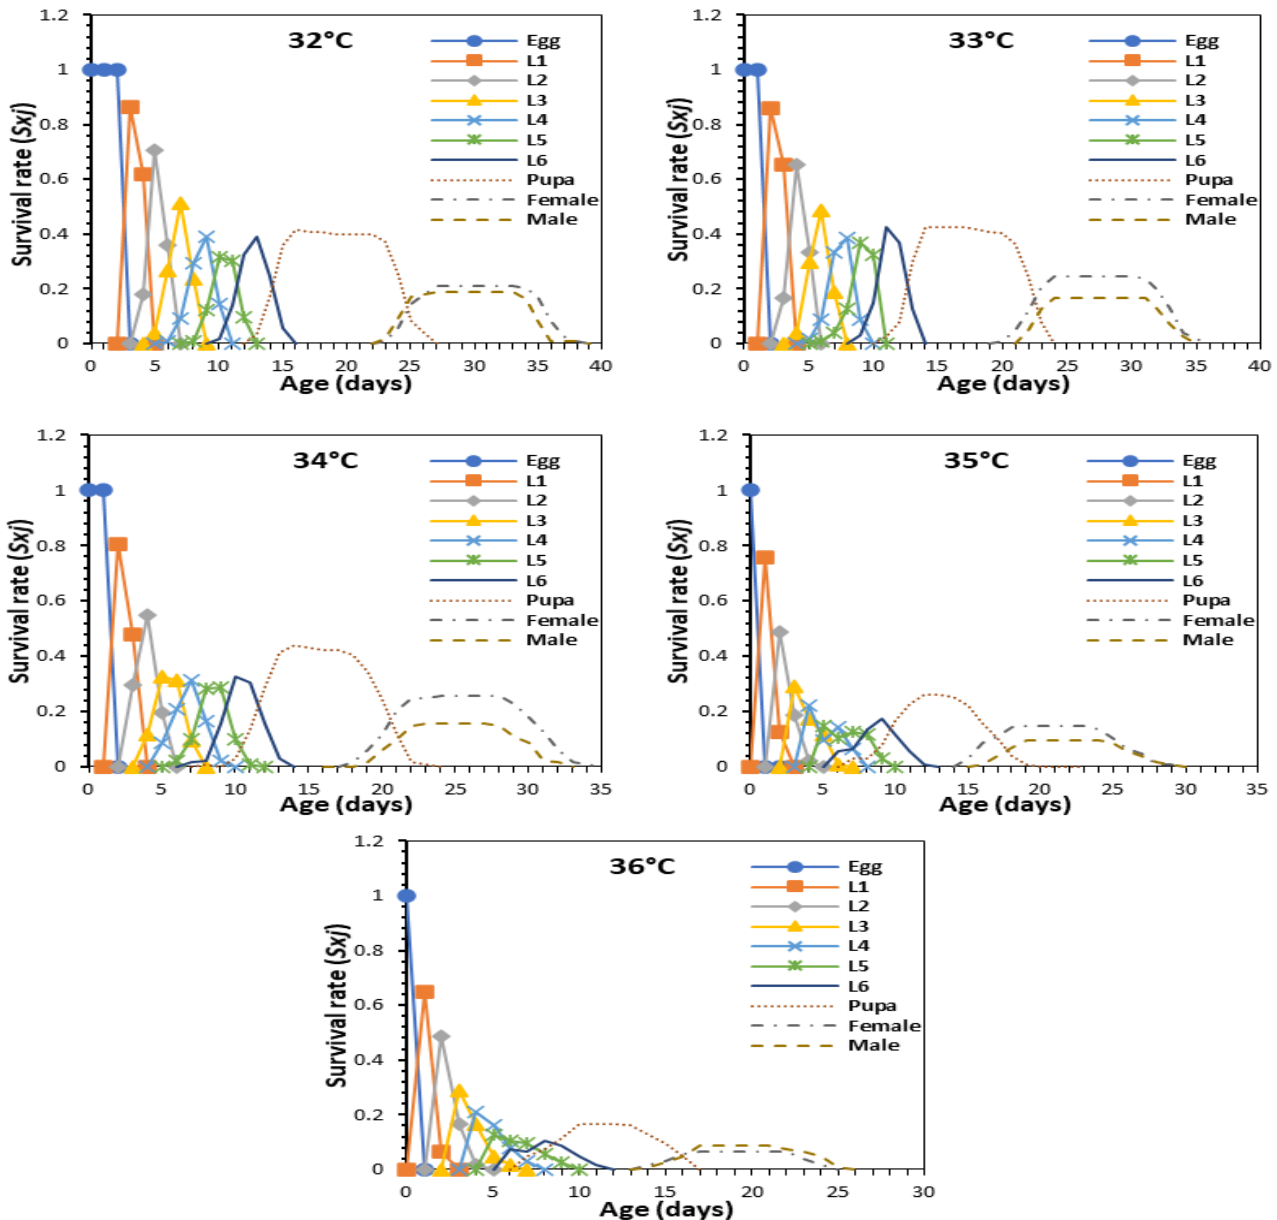 32°C
Survival rate (Sxj)
1.2
1
0.8
0.6
0.4
0.2
0
Egg
L1
L2
L3
L4
L5
L6
Pupa
Female
Male
0 5 10 15 20 25 30 35 40
Age (days)
33°C
Survival rate (Sxj)
1.2
1
0.8
0.6
0.4
0.2
0
Egg
L1
L2
L3
L4
L5
L6
Pupa
Female
Male
0 5 10 15 20 25 30 35 40
Age (days)
34°C
Survival rate (Sxj)
1.2
1
0.8
0.6
0.4
0.2
0
Egg
L1
L2
L3
L4
L5
L6
Pupa
Female
Male
0 5 10 15 20 25 30 35
Age (days)
35°C
Survival rate (Sxj)
1.2
1
0.8
0.6
0.4
0.2
0
Egg
L1
L2
L3
L4
L5
L6
Pupa
Female
Male
0 5 10 15 20 25 30 35
Age (days)
36°C
Survival rate (Sxj)
1.2
1
0.8
0.6
0.4
0.2
0
Egg
L1
L2
L3
L4
L5
L6
Pupa
Female
Male
0 5 10 15 20 25 30
Age (days)